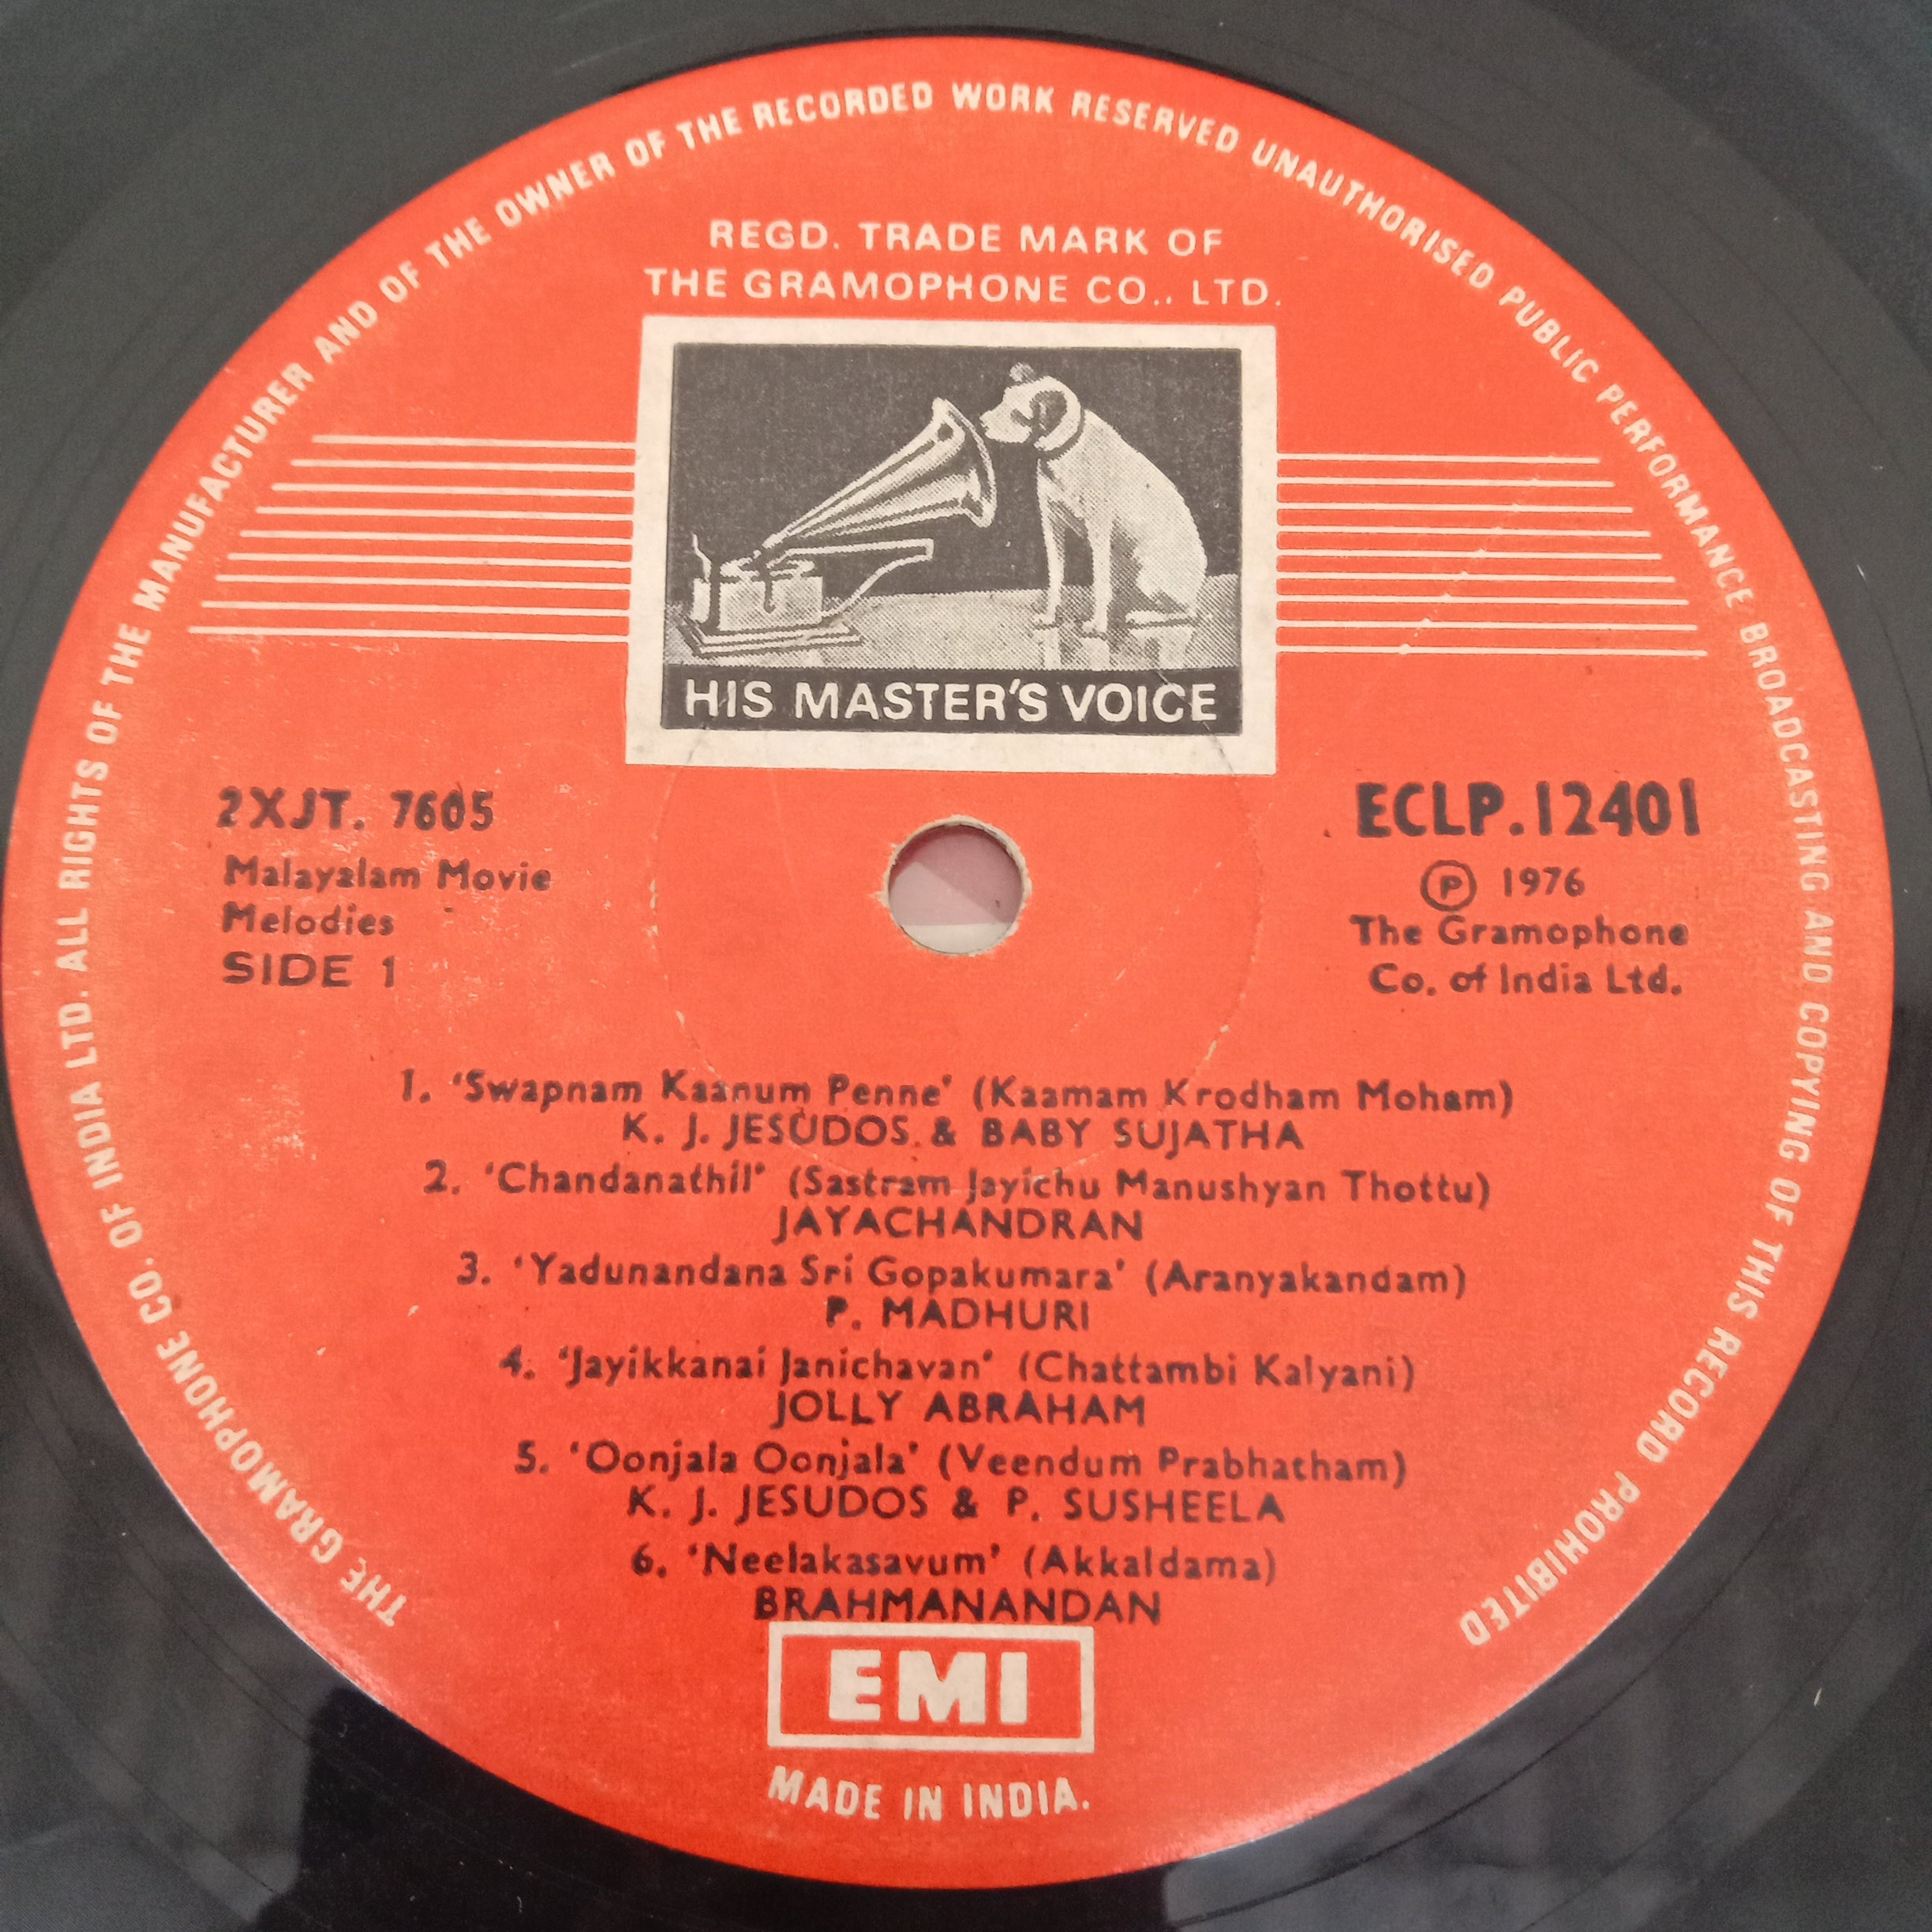 THE GRAMOPHONE CO. OF INDIA LTD. ALL RIGHTS OF THE MANUFACTURER AND OF THE OWNER OF THE RECORDED WORK RESERVED UNAUTHORISED PUBLIC PERFORMANCE BROADCASTING AND COPYING OF THIS RECORD PROHIBITED
REGD. TRADE MARK OF
THE GRAMOPHONE CO., LTD.
HIS MASTER'S VOICE
2XJT. 7605
Malayalam Movie
Melodies
SIDE 1
ECLP.12401
℗ 1976
The Gramophone
Co. of India Ltd.
1. 'Swapnam Kaanum Penne' (Kaamam Krodham Moham)
K. J. JESUDOS & BABY SUJATHA
2. 'Chandanathil' (Sastram Jayichu Manushyan Thottu)
JAYACHANDRAN
3. 'Yadunandana Sri Gopakumara' (Aranyakandam)
P. MADHURI
4. 'Jayikkanai Janichavan' (Chattambi Kalyani)
JOLLY ABRAHAM
5. 'Oonjala Oonjala' (Veendum Prabhatham)
K. J. JESUDOS & P. SUSHEELA
6. 'Neelakasavum' (Akkaldama)
BRAHMANANDAN
EMI
MADE IN INDIA.